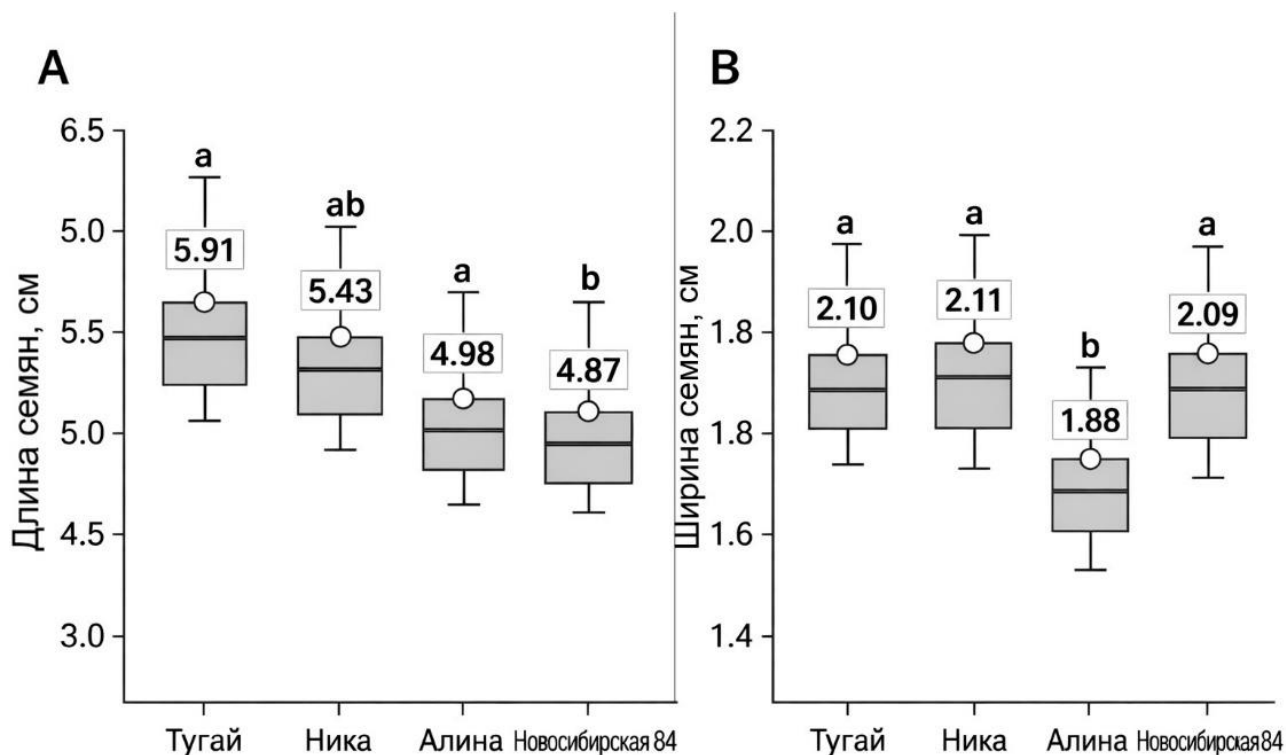 A
Длина семян, см
6.5
5.0
5.5
5.0
4.5
3.0
a
5.91
ab
5.43
a
4.98
b
4.87
Тугай Ника Алина Новосибирская 84
B
Ширина семян, см
2.2
2.0
1.8
1.8
1.6
1.4
a
2.10
a
2.11
b
1.88
a
2.09
Тугай Ника Алина Новосибирская 84